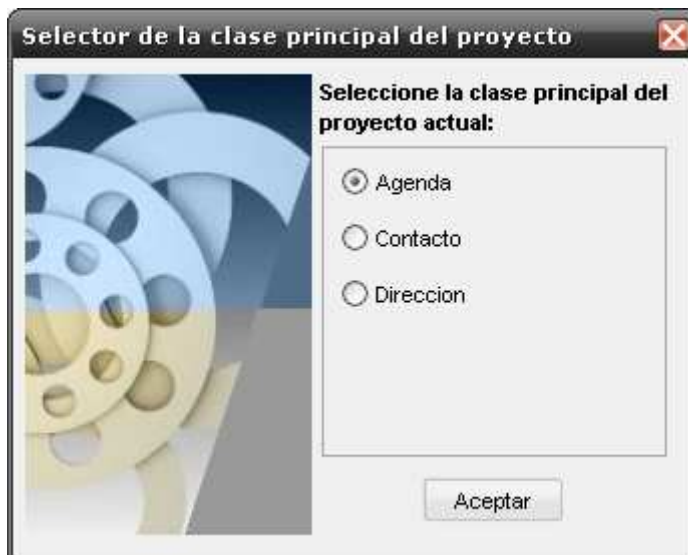 Selector de la clase principal del proyecto
Seleccione la clase principal del
proyecto actual:
Agenda
Contacto
Direccion
Aceptar